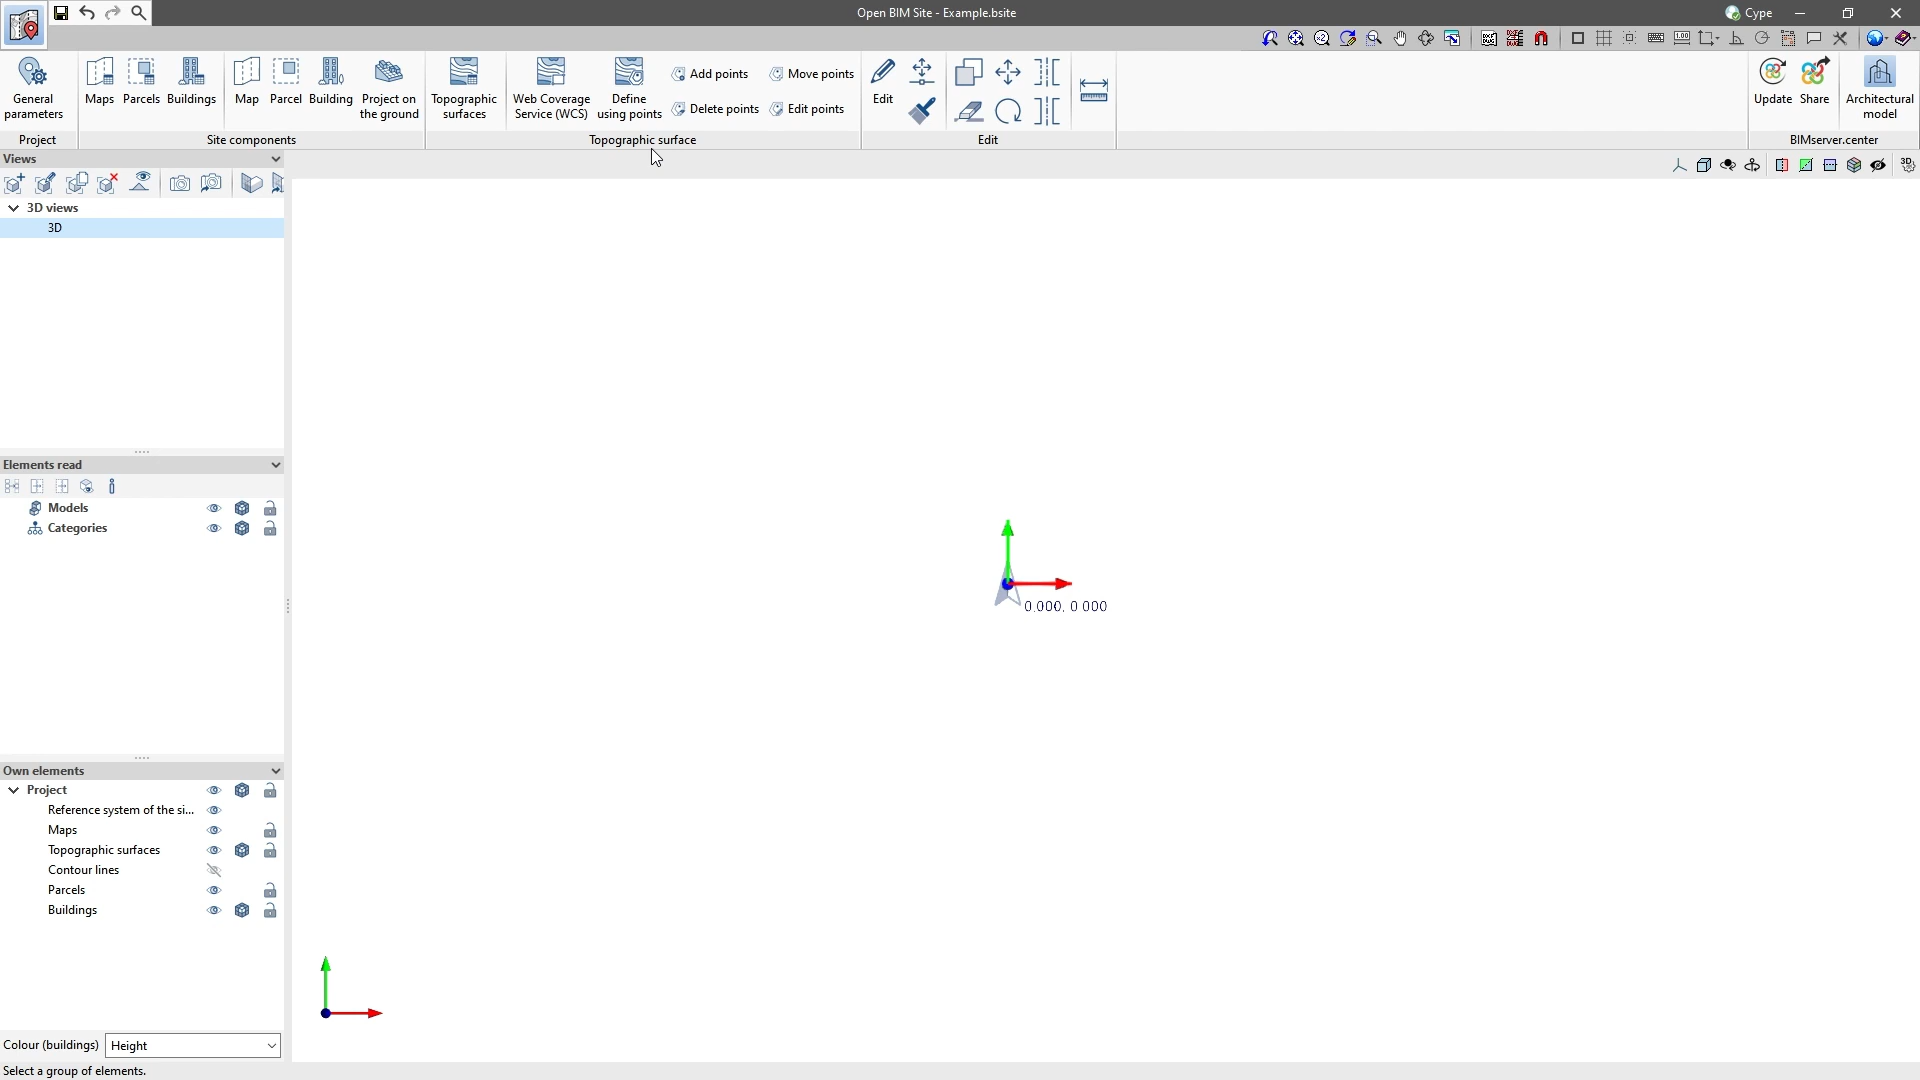 Open BIM Site - Example.bsite
Cype
General
parameters
Maps
Parcels
Buildings
Map
Parcel
Building
Project on
the ground
Topographic
surfaces
Web Coverage
Service (WCS)
Define
using points
Add points
Move points
Delete points
Edit points
Edit
Update
Share
Architectural
model
Project
Site components
Topographic surface
Edit
BIMserver.center
Views
3D views
3D
Elements read
Models
Categories
Own elements
Project
Reference system of the si...
Maps
Topographic surfaces
Contour lines
Parcels
Buildings
0.000, 0.000
Colour (buildings) Height
Select a group of elements.